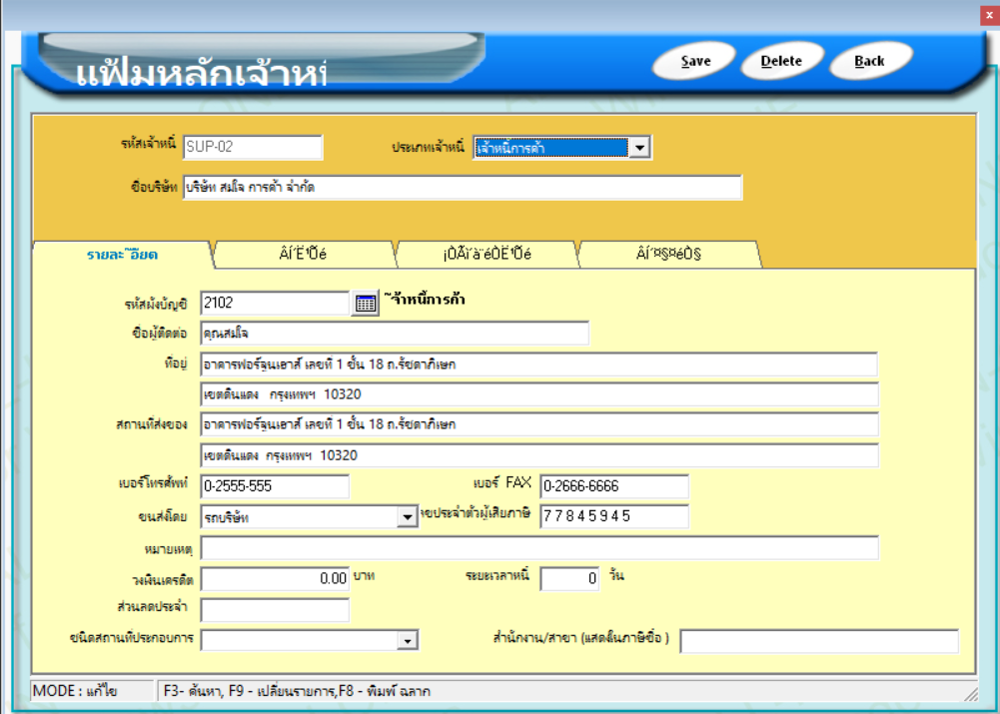 x
แฟ้มหลักเจ้าหนี้
Save Delete Back
รหัสเจ้าหนี้ SUP-02 ประเภทเจ้าหนี้ เจ้าหนี้การค้า
ชื่อบริษัท บริษัท สมใจ การค้า จำกัด
รายละ ียด ÂÍ´Ë¹Õé ¡ÒÃà¨éÒË¹Õé ÂÍ´¤§¤éÒ§
รหัสผังบัญชี 2102 จ้าหนี้การค้า
ชื่อผู้ติดต่อ คุณสมใจ
ที่อยู่ อาคารฟอร์จูนเฮาส์ เลขที่ 1 ชั้น 18 ถ.รัชดาภิเษก
เขตดินแดง กรุงเทพฯ 10320
สถานที่ส่งของ อาคารฟอร์จูนเฮาส์ เลขที่ 1 ชั้น 18 ถ.รัชดาภิเษก
เขตดินแดง กรุงเทพฯ 10320
เบอร์โทรศัพท์ 0-2555-555 เบอร์ FAX 0-2666-6666
ขนส่งโดย รถบริษัท ขประจำตัวผู้เสียภาษี 77845945
หมายเหตุ
วงเงินเครดิต 0.00 บาท ระยะเวลาหนี้ 0 วัน
ส่วนลดประจำ
ชนิดสถานที่ประกอบการ สำนักงาน/สาขา (แสดงในภาษีซื้อ )
MODE : แก้ไข F3- ค้นหา, F9 - เปลี่ยนรายการ,F8 - พิมพ์ ฉลาก